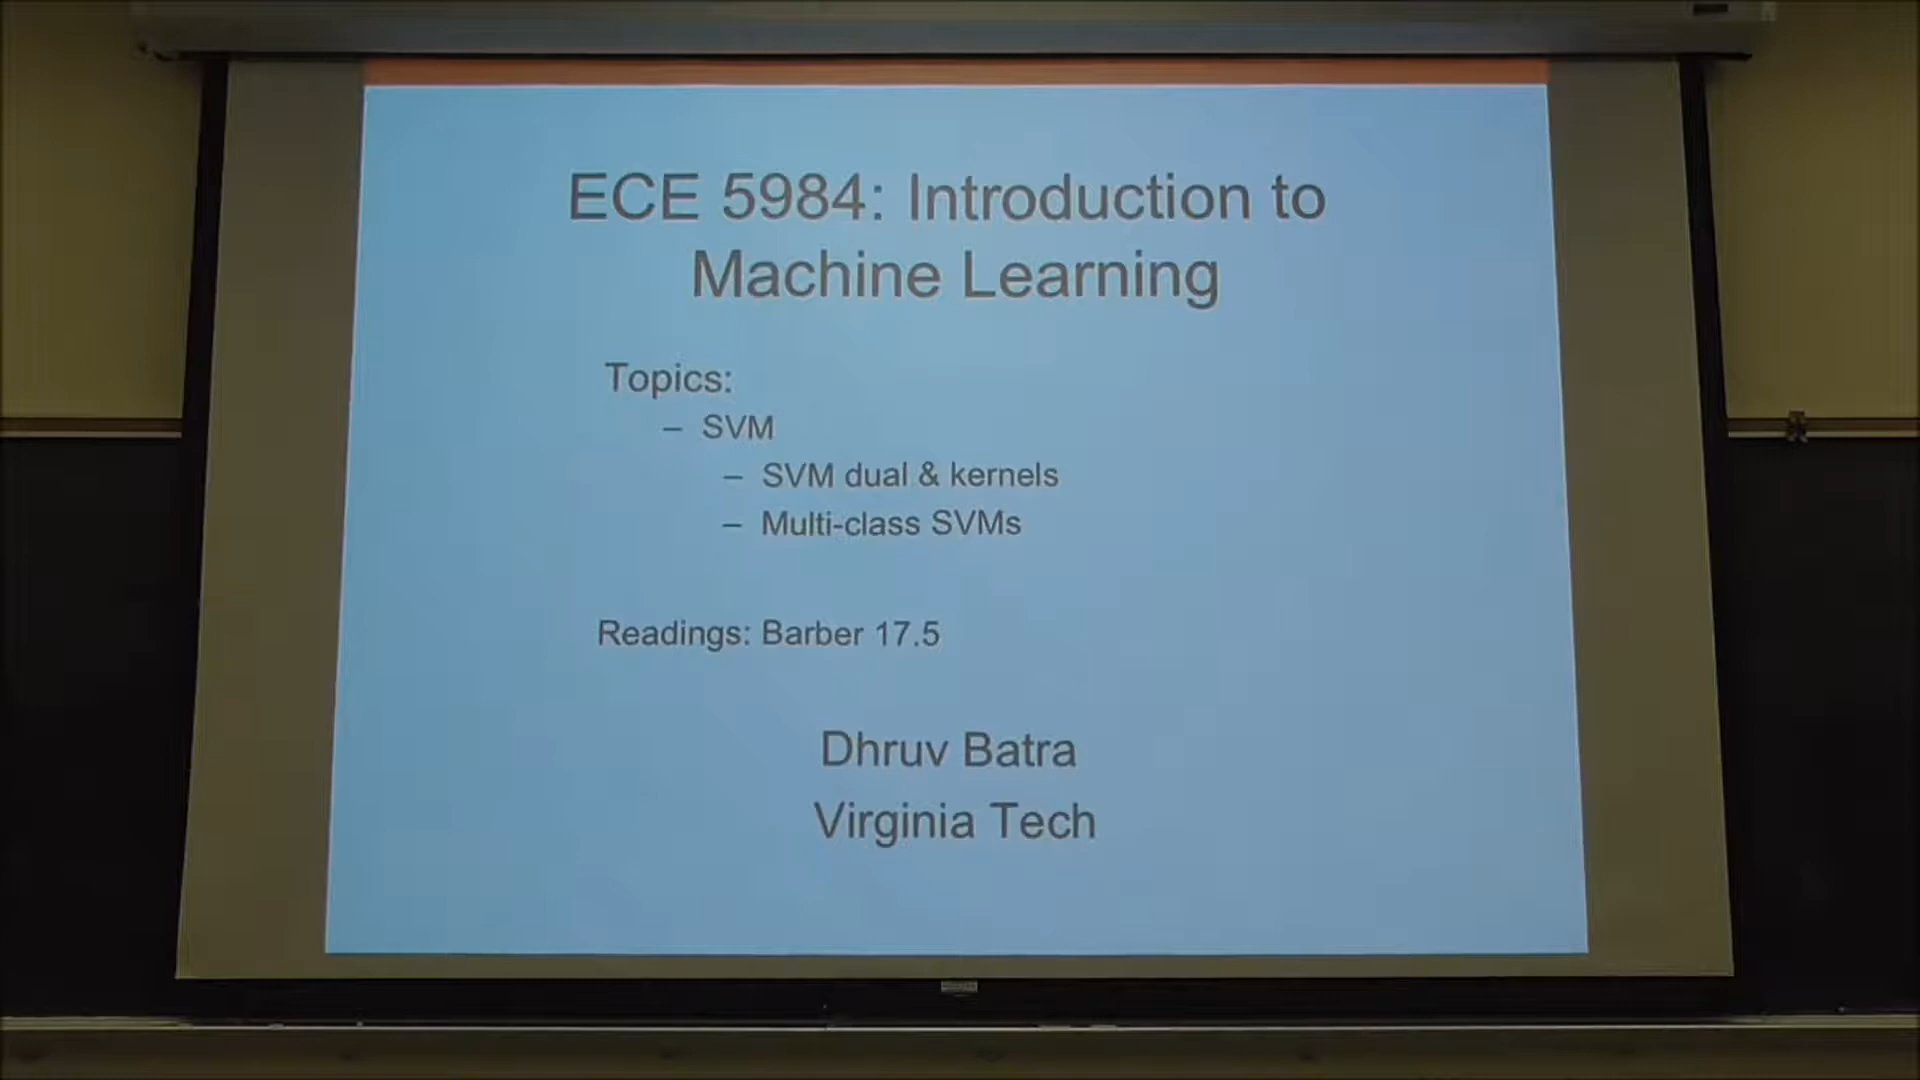 ECE 5984: Introduction to
Machine Learning
Topics:
– SVM
– SVM dual & kernels
– Multi-class SVMs
Readings: Barber 17.5
Dhruv Batra
Virginia Tech